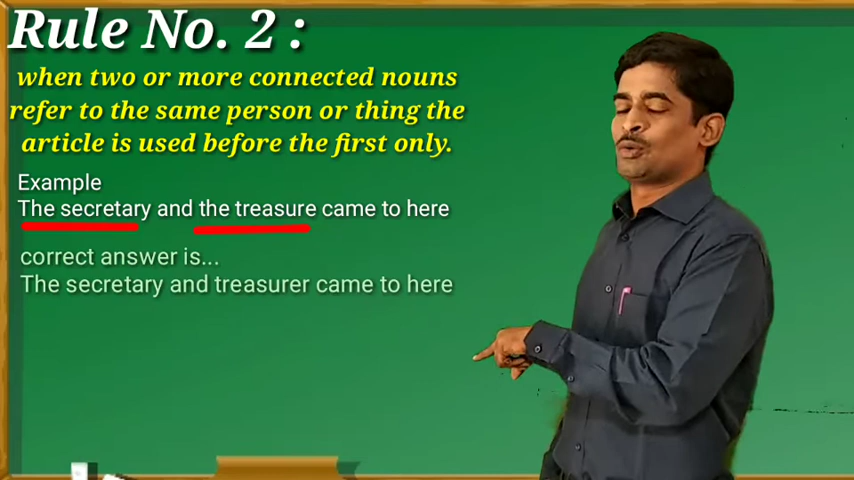 Rule No. 2 :
when two or more connected nouns
refer to the same person or thing the
article is used before the first only.
Example
The secretary and the treasure came to here
correct answer is...
The secretary and treasurer came to here